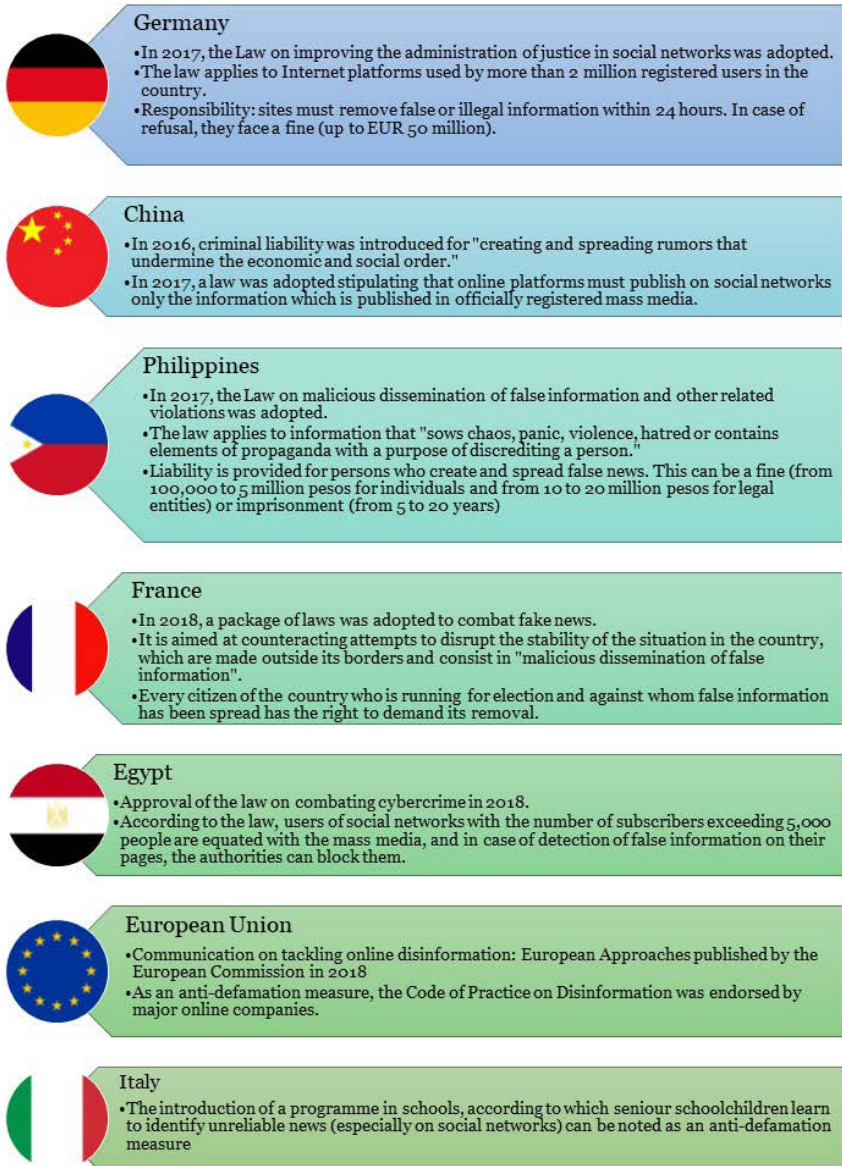 Germany
•In 2017, the Law on improving the administration of justice in social networks was adopted.
•The law applies to Internet platforms used by more than 2 million registered users in the
country.
•Responsibility: sites must remove false or illegal information within 24 hours. In case of
refusal, they face a fine (up to EUR 50 million).
China
•In 2016, criminal liability was introduced for "creating and spreading rumors that
undermine the economic and social order."
•In 2017, a law was adopted stipulating that online platforms must publish on social networks
only the information which is published in officially registered mass media.
Philippines
•In 2017, the Law on malicious dissemination of false information and other related
violations was adopted.
•The law applies to information that "sows chaos, panic, violence, hatred or contains
elements of propaganda with a purpose of discrediting a person."
•Liability is provided for persons who create and spread false news. This can be a fine (from
100,000 to 5 million pesos for individuals and from 10 to 20 million pesos for legal
entities) or imprisonment (from 5 to 20 years)
France
•In 2018, a package of laws was adopted to combat fake news.
•It is aimed at counteracting attempts to disrupt the stability of the situation in the country,
which are made outside its borders and consist in "malicious dissemination of false
information".
•Every citizen of the country who is running for election and against whom false information
has been spread has the right to demand its removal.
Egypt
•Approval of the law on combating cybercrime in 2018.
•According to the law, users of social networks with the number of subscribers exceeding 5,000
people are equated with the mass media, and in case of detection of false information on their
pages, the authorities can block them.
European Union
•Communication on tackling online disinformation: European Approaches published by the
European Commission in 2018
•As an anti-defamation measure, the Code of Practice on Disinformation was endorsed by
major online companies.
Italy
•The introduction of a programme in schools, according to which seniour schoolchildren learn
to identify unreliable news (especially on social networks) can be noted as an anti-defamation
measure